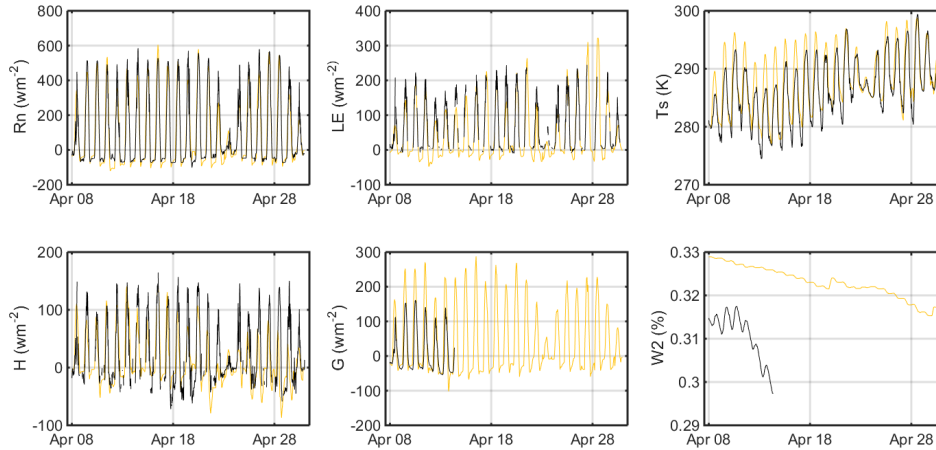 800
600
400
200
0
-200
Rn (wm-2)
Apr 08
Apr 18
Apr 28
400
300
200
100
0
-100
LE (wm-2)
Apr 08
Apr 18
Apr 28
300
290
280
270
Ts (K)
Apr 08
Apr 18
Apr 28
200
100
0
-100
H (wm-2)
Apr 08
Apr 18
Apr 28
300
200
100
0
-100
-200
G (wm-2)
Apr 08
Apr 18
Apr 28
0.33
0.32
0.31
0.3
0.29
W2 (%)
Apr 08
Apr 18
Apr 28